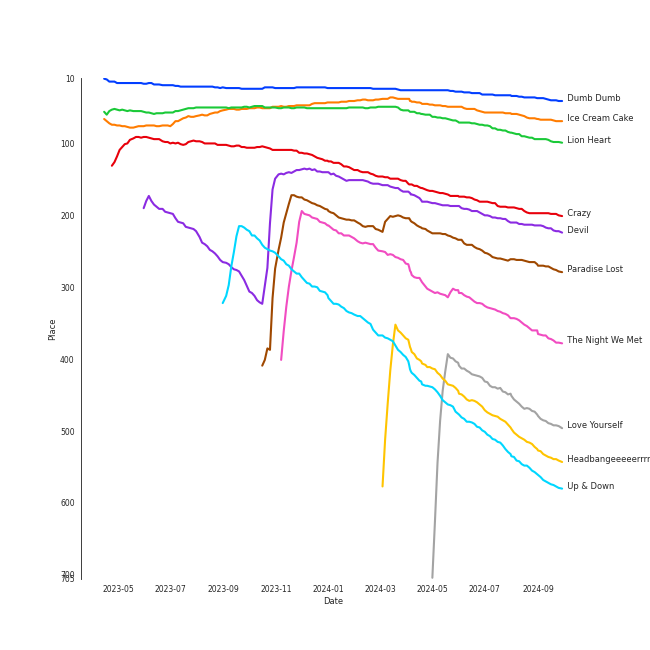 10
100
200
300
400
500
600
700
705
Place
2023-05
2023-07
2023-09
2023-11
2024-01
2024-03
2024-05
2024-07
2024-09
Date
Dumb Dumb
Ice Cream Cake
Lion Heart
Crazy
Devil
Paradise Lost
The Night We Met
Love Yourself
Headbangeeeeerrrr
Up & Down